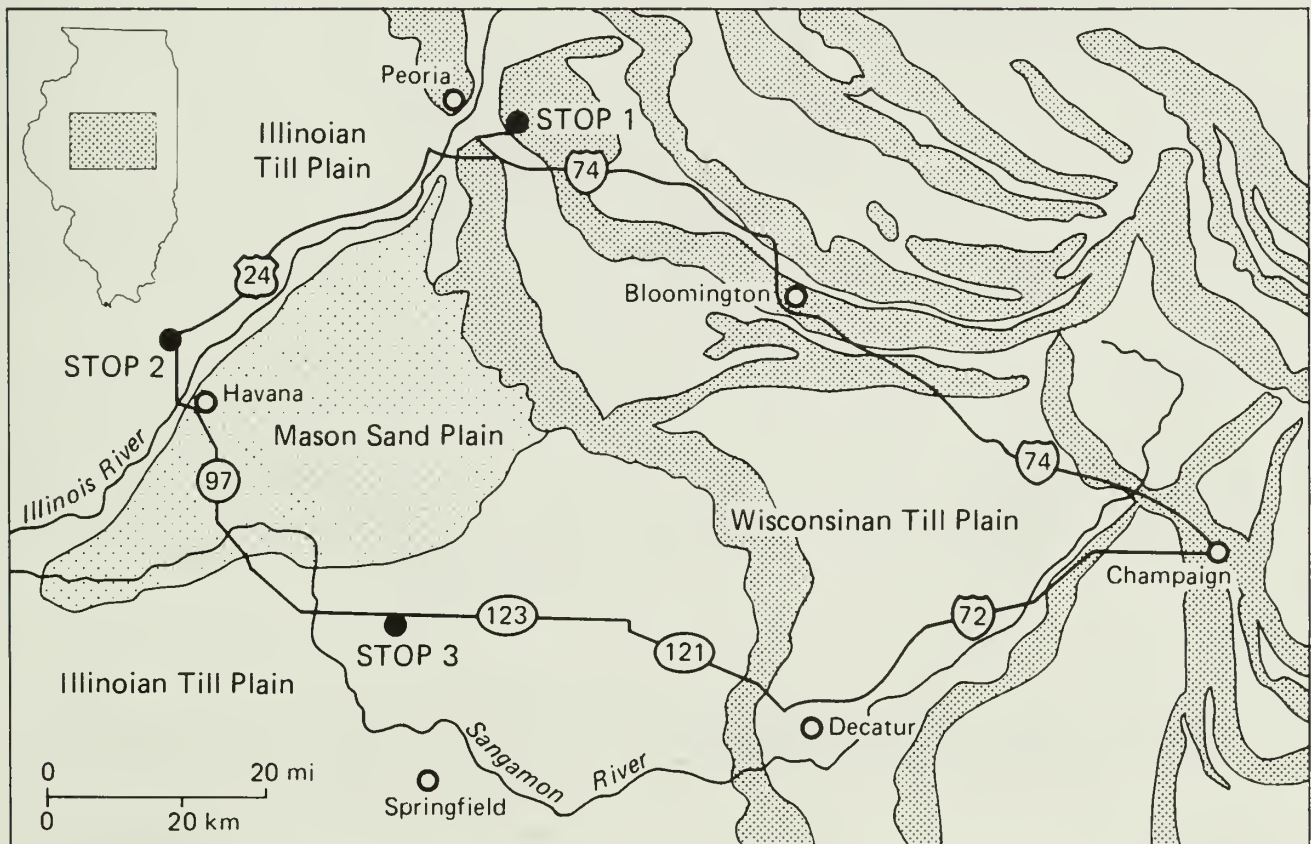 Peoria
STOP 1
Illinoian
Till Plain
74
24
Bloomington
STOP 2
Havana
Mason Sand Plain
Illinois River
97
74
Wisconsinan Till Plain
Champaign
123
72
STOP 3
121
Illinoian Till Plain
Decatur
Sangamon River
Springfield
0 20 mi
0 20 km